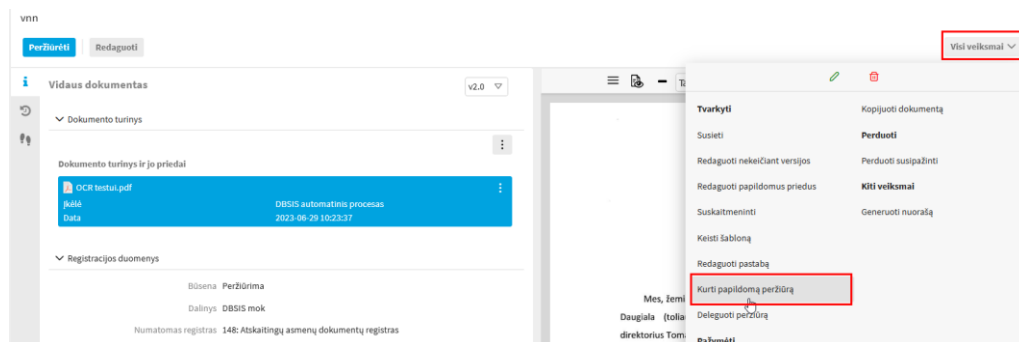 vnn
Peržiūrėti Redaguoti Visi veiksmai
Vidaus dokumentas v2.0
Dokumento turinys
Dokumento turinys ir jo priedai
OCR testui.pdf
Įkėlė DBSIS automatinis procesas
Data 2023-06-29 10:23:37
Registracijos duomenys
Būsena Peržiūrima
Dalinys DBSIS mok
Numatomas registras 148: Atskaitingų asmenų dokumentų registras
Mes, žemi
Daugiala (tolia
direktorius Tom
Tvarkyti
Susieti
Redaguoti nekeičiant versijos
Redaguoti papildomus priedus
Suskaitmeninti
Keisti šabloną
Redaguoti pastabą
Kurti papildomą peržiūrą
Deleguoti peržiūrą
Pažymėti
Kopijuoti dokumentą
Perduoti
Perduoti susipažinti
Kiti veiksmai
Generuoti nuorašą